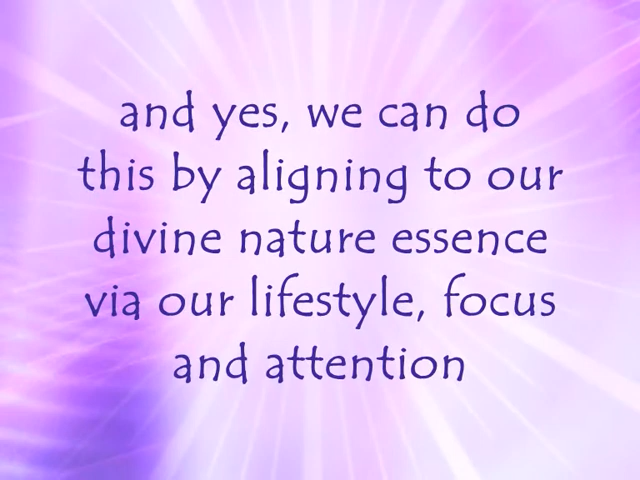 and yes, we can do
this by aligning to our
divine nature essence
via our lifestyle, focus
and attention